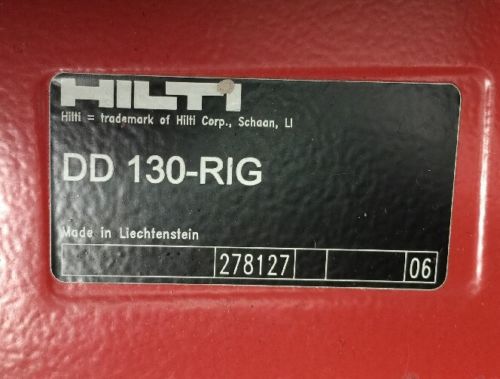 HILTI
Hilti = trademark of Hilti Corp., Schaan, LI
DD 130-RIG
Made in Liechtenstein
278127 06